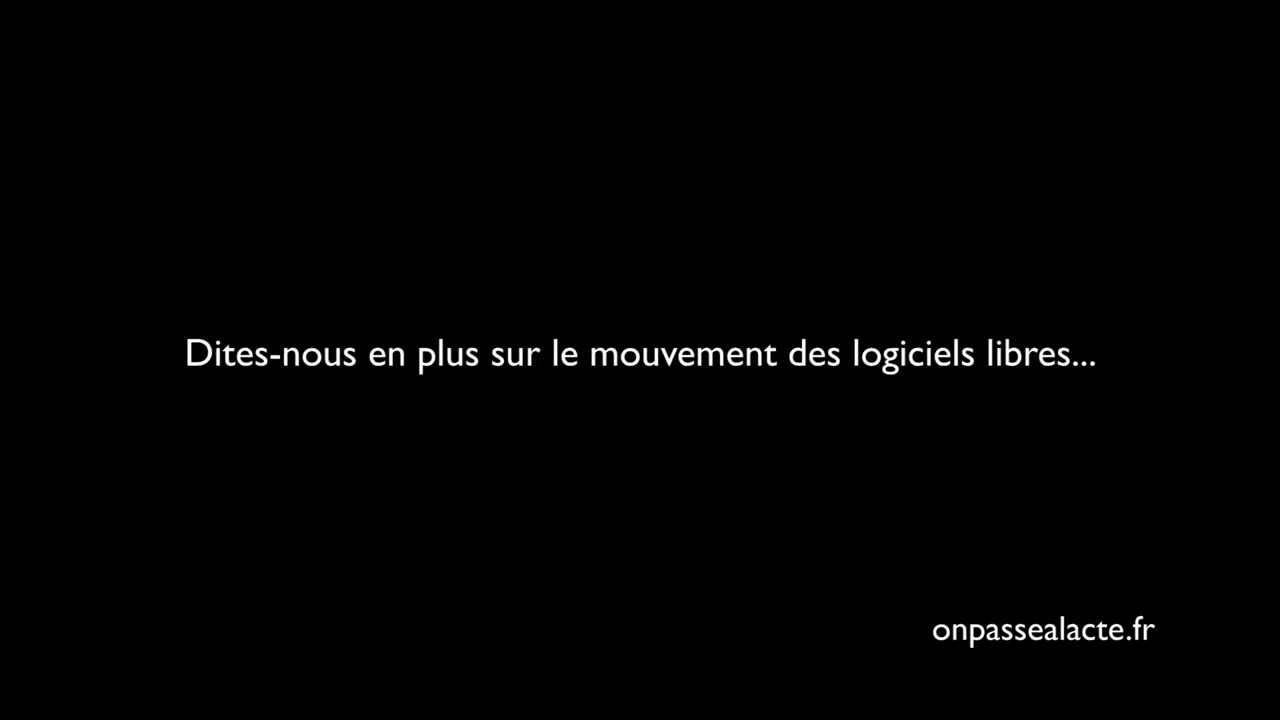 Dites-nous en plus sur le mouvement des logiciels libres...
onpassealacte.fr